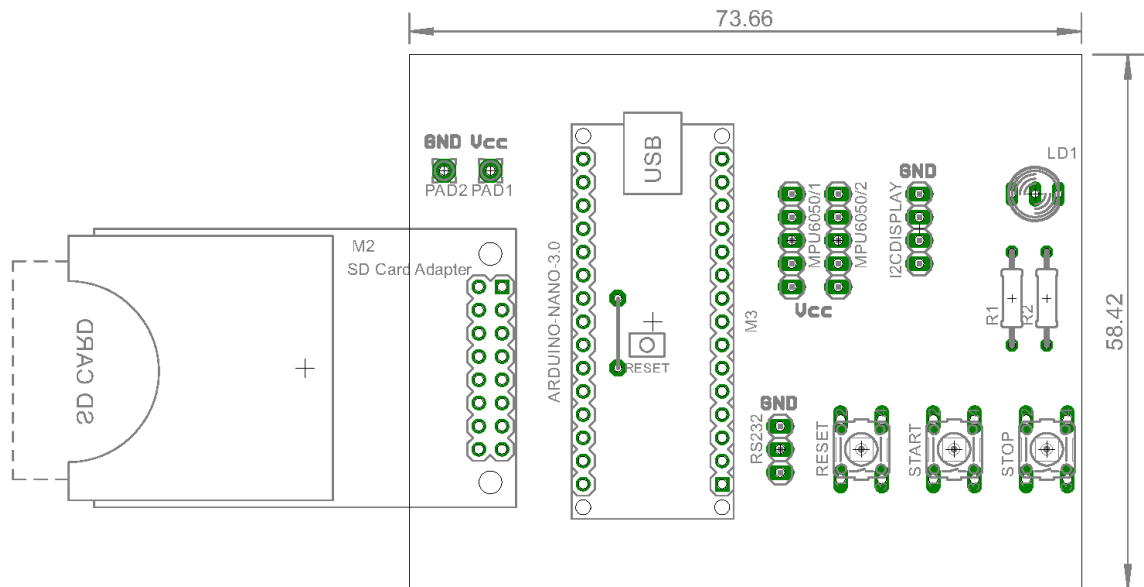 73.66
GND Vcc
PAD2 PAD1
USB
LD1
GND
MPU6050/1
MPU6050/2
I2CDISPLAY
M2
SD Card Adapter
ARDUINO-NANO-3.0
Vcc
M3
R1
R2
58.42
SD CARD
RESET
GND
RS232
RESET
START
STOP